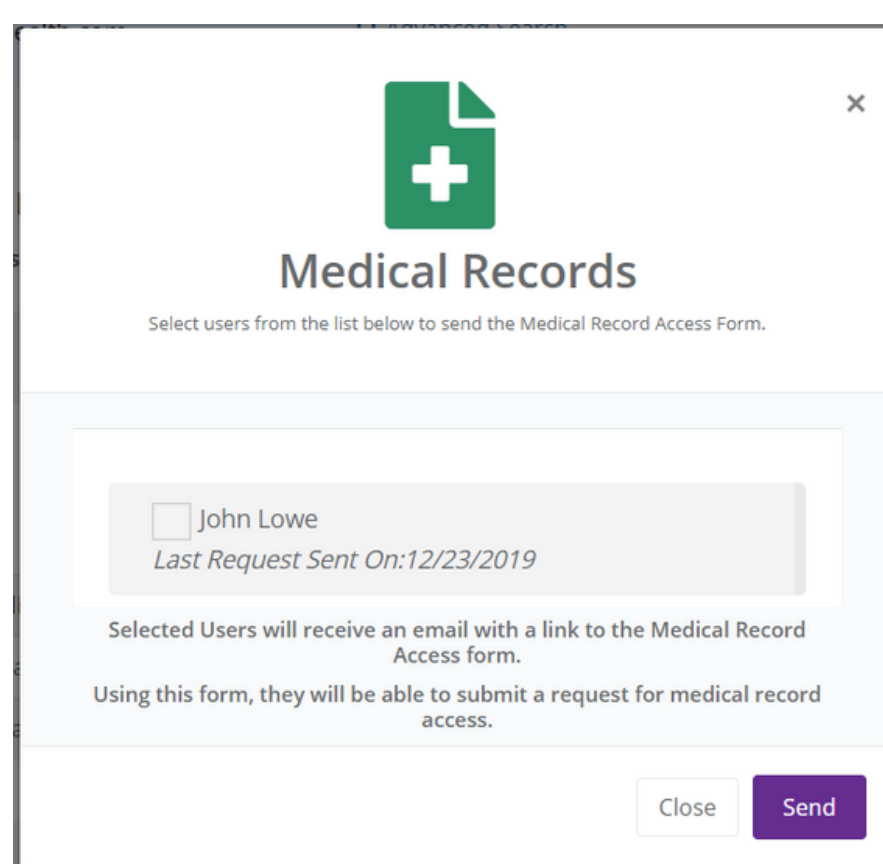 Advanced Search
×
Medical Records
Select users from the list below to send the Medical Record Access Form.
John Lowe
Last Request Sent On:12/23/2019
Selected Users will receive an email with a link to the Medical Record
Access form.
Using this form, they will be able to submit a request for medical record
access.
Close
Send